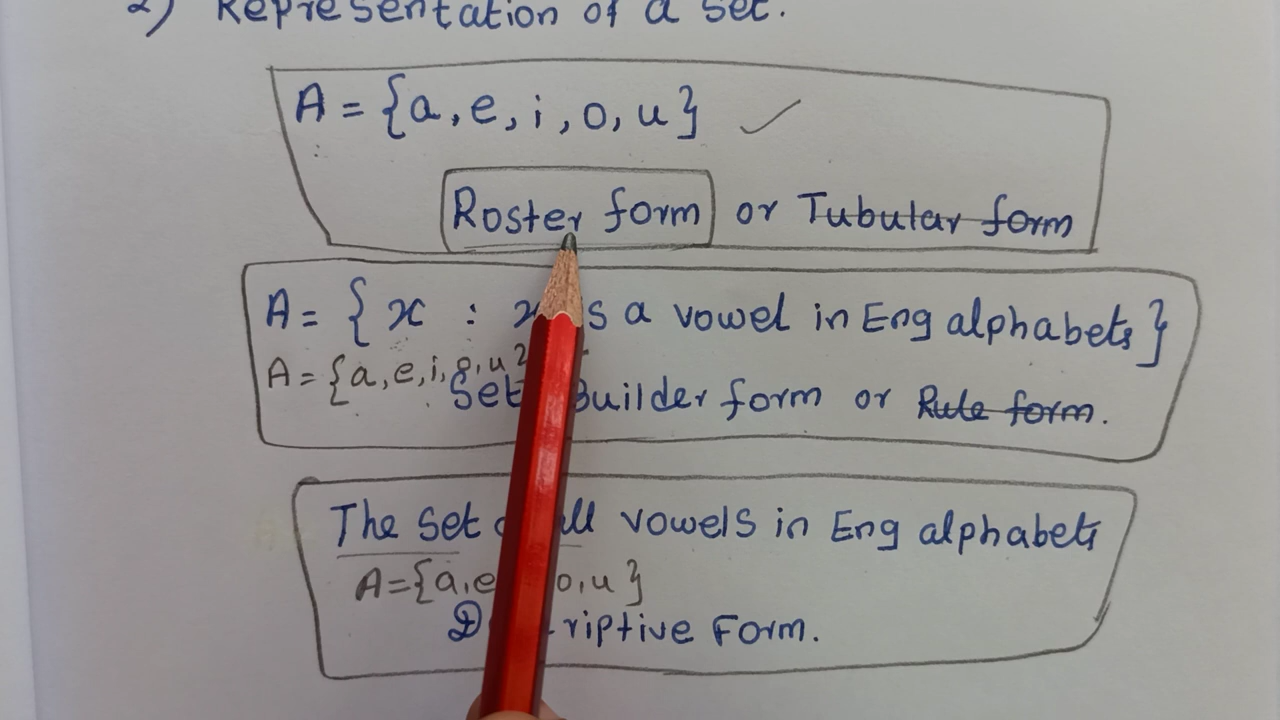 2) Representation of a set.
A = {a, e, i, o, u} ✓
Roster form or Tubular form
A = { x : x s a vowel in Eng alphabets}
A = {a, e, i, o, u
Set Builder form or Rule form.
The set all vowels in Eng alphabets
A={a, e o, u }
riptive Form.